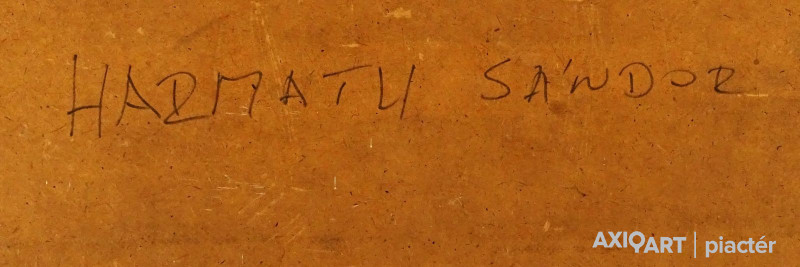 HARMATH SÁNDOR
AXIOART | piactér